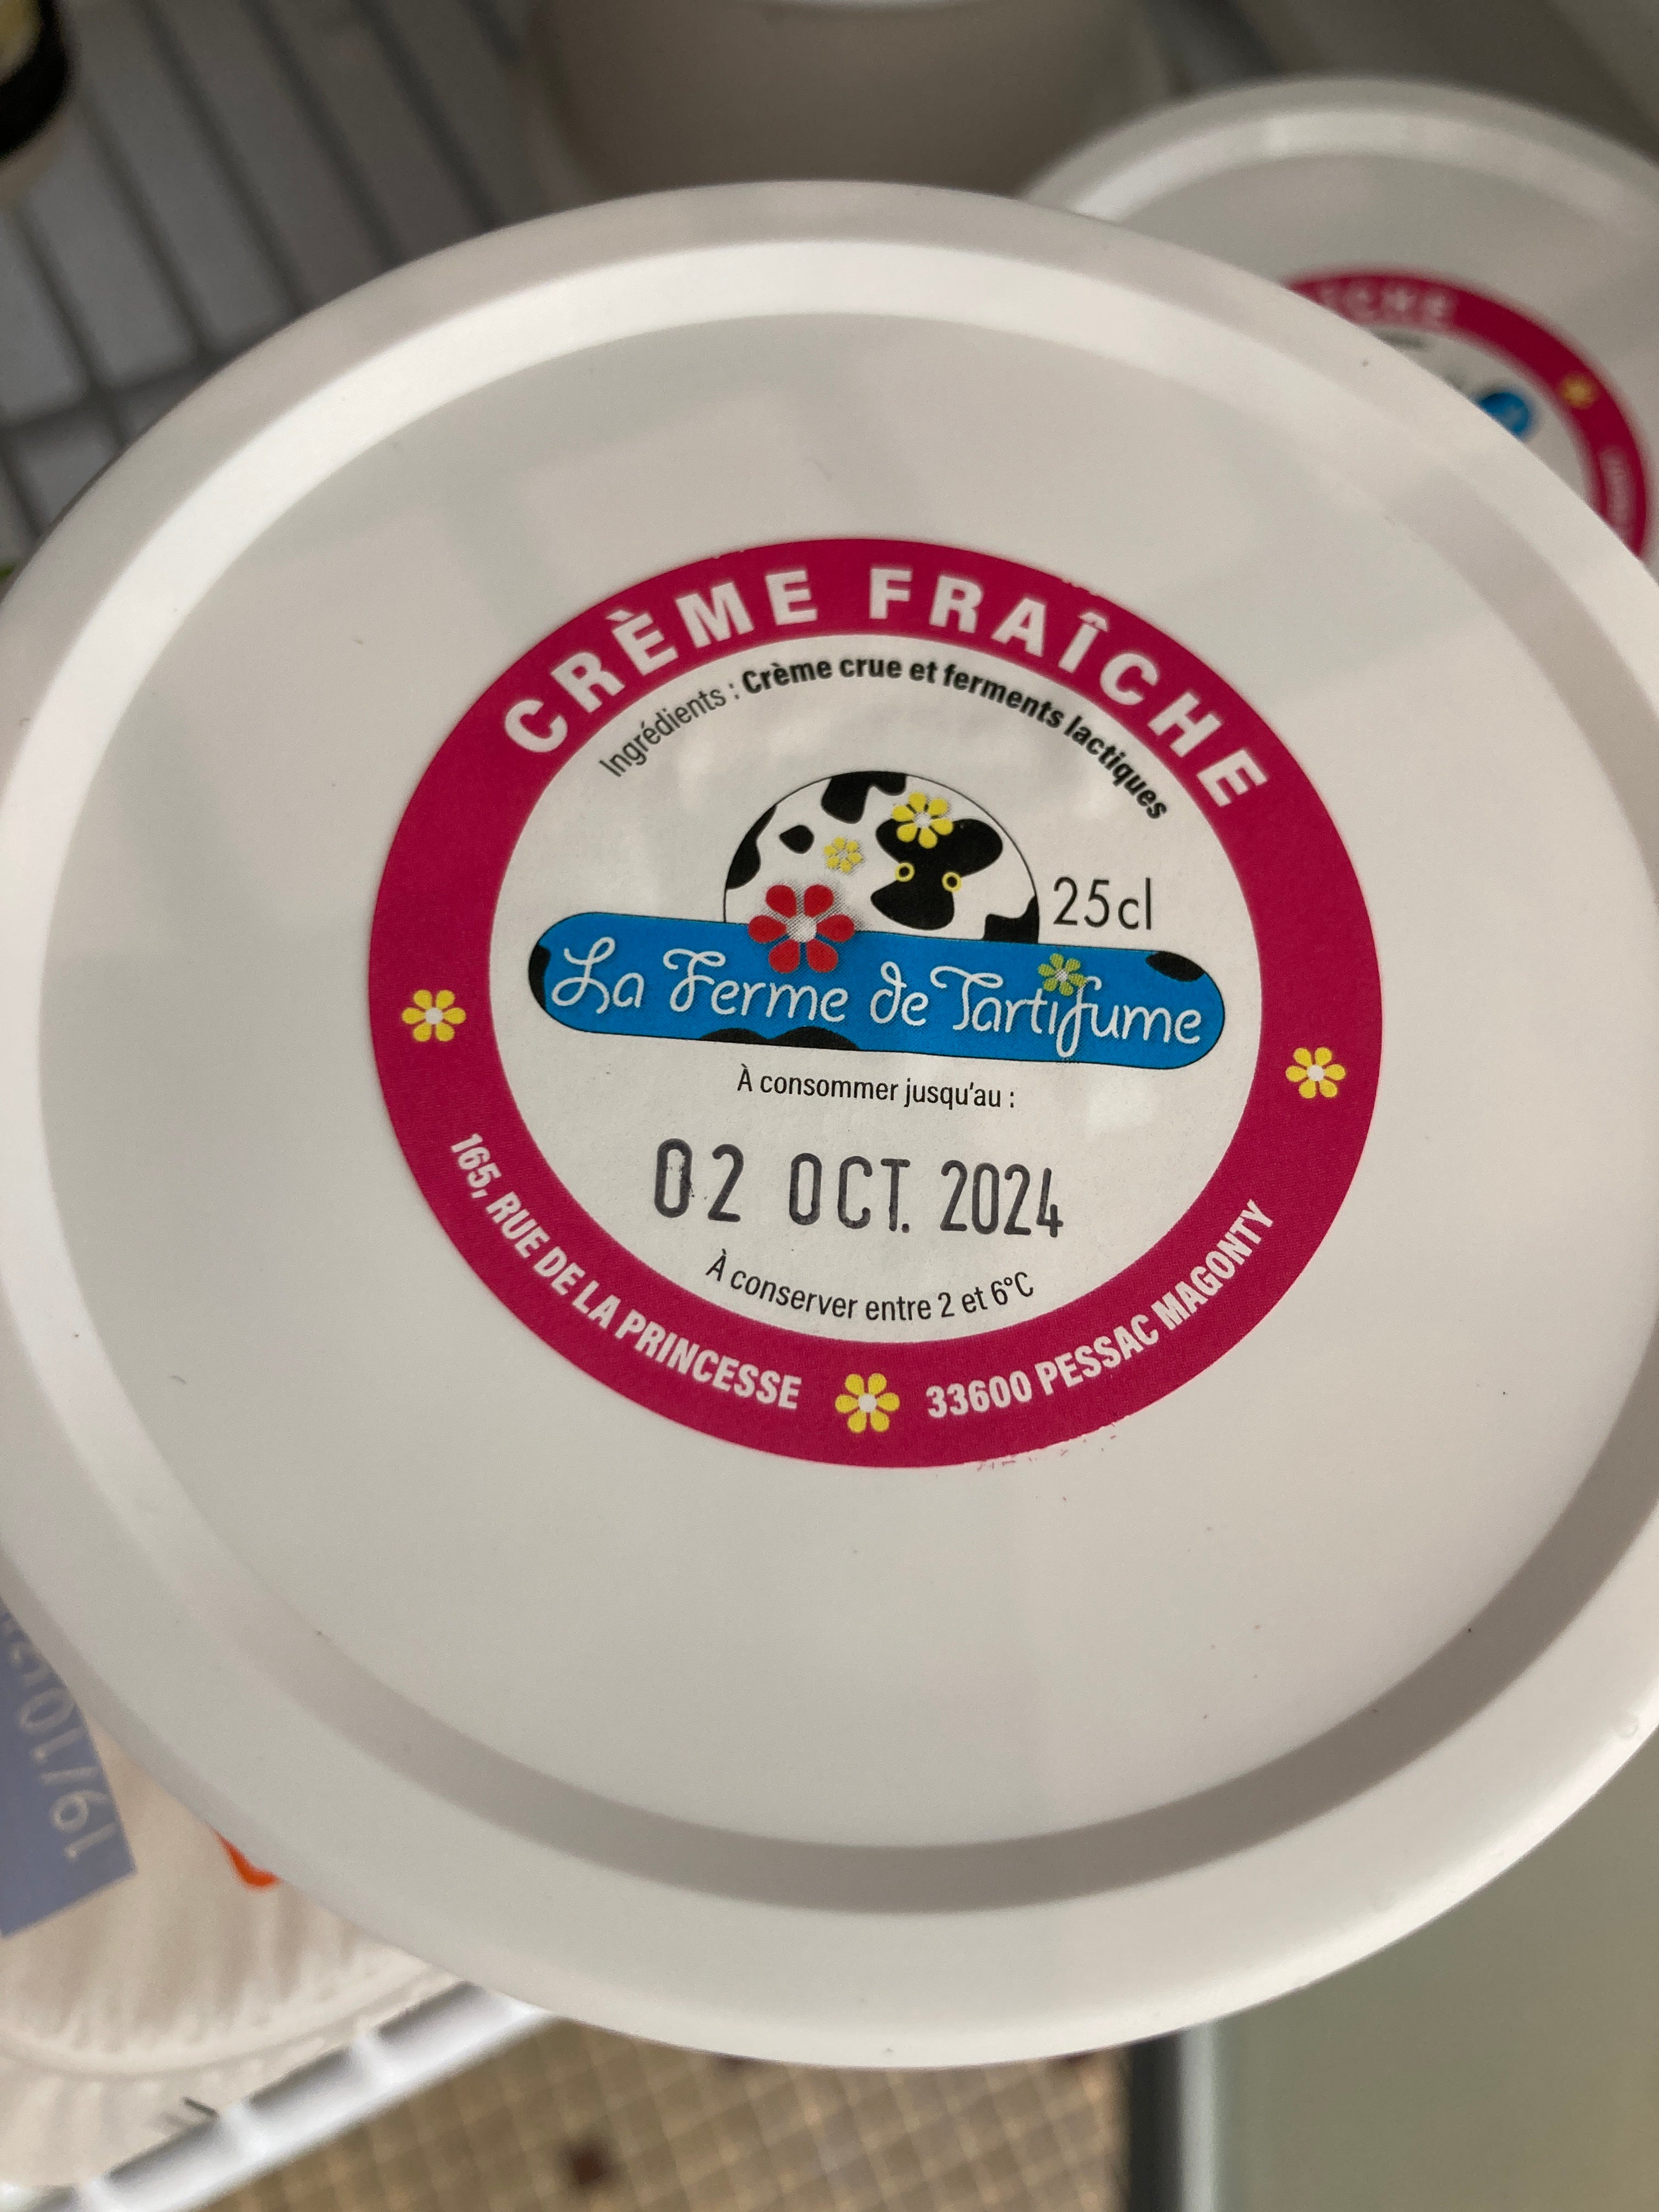 CRÈME FRAÎCHE
Ingrédients : Crème crue et ferments lactiques
25cl
La Ferme de Tartifume
À consommer jusqu'au :
02 OCT. 2024
À conserver entre 2 et 6°C
165, RUE DE LA PRINCESSE
33600 PESSAC MAGONTY